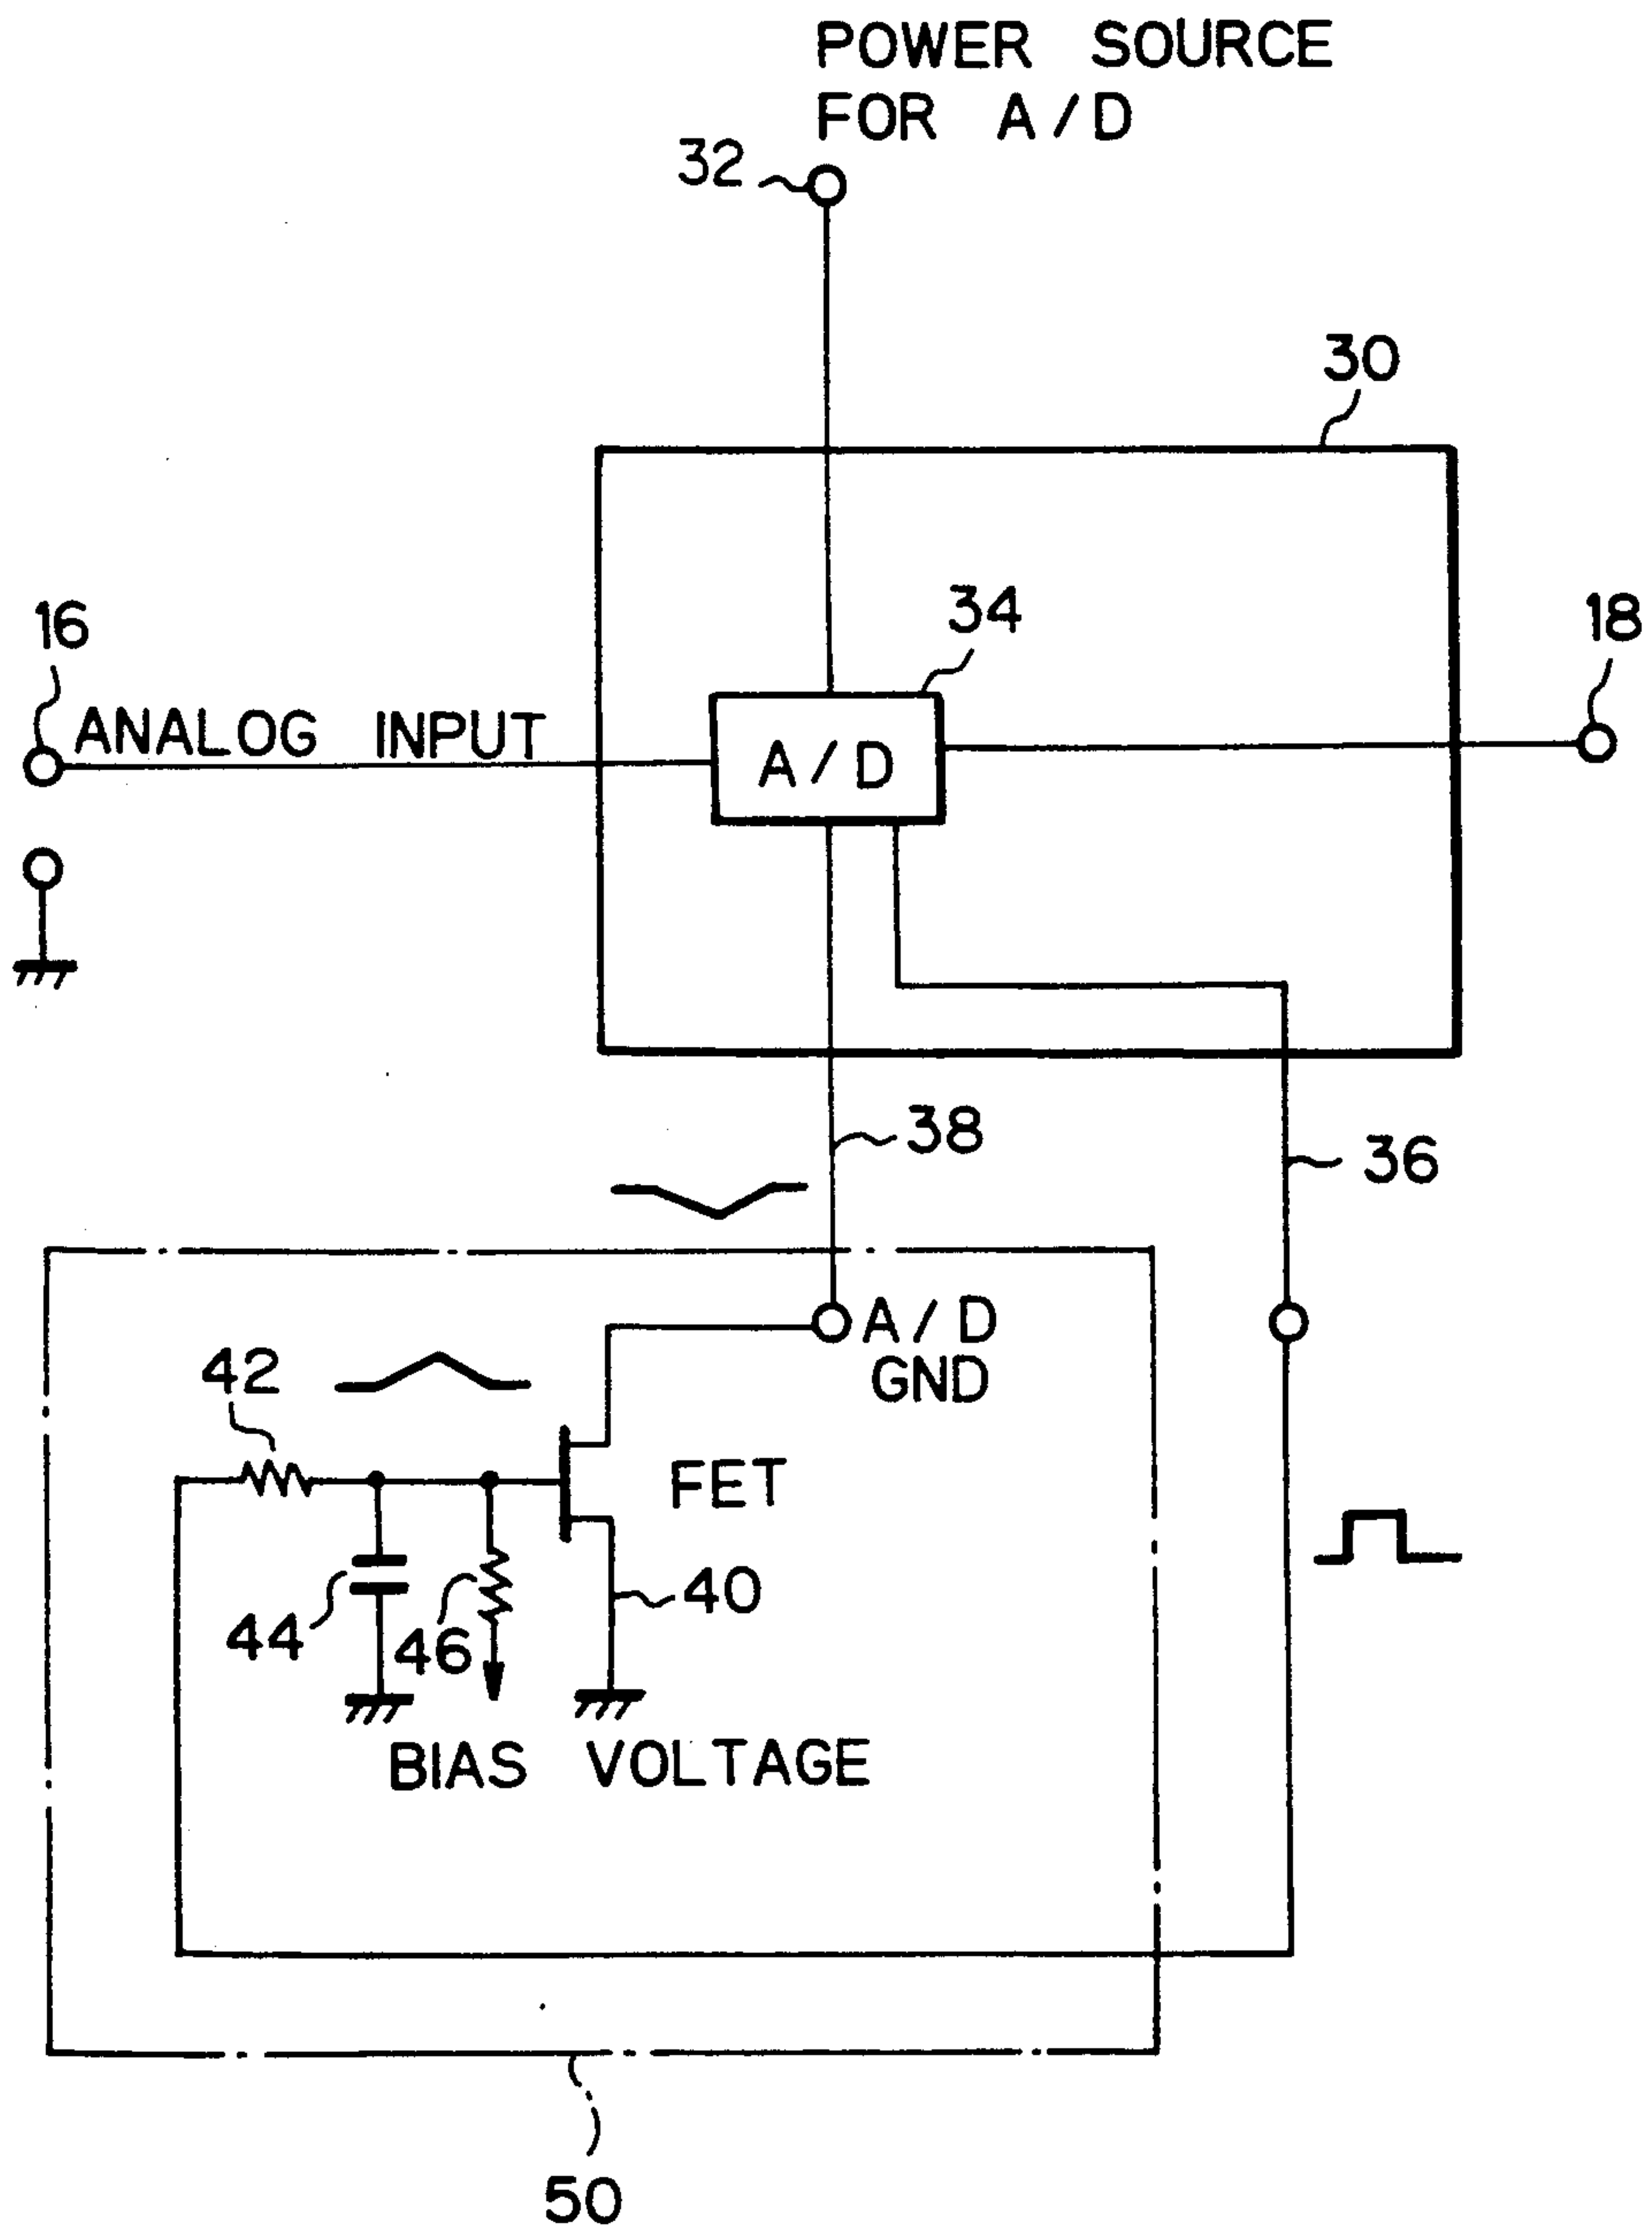 POWER SOURCE
FOR A/D
32
30
34
16
18
ANALOG INPUT
A/D
38
36
A/D
GND
42
FET
40
44
46
BIAS VOLTAGE
50